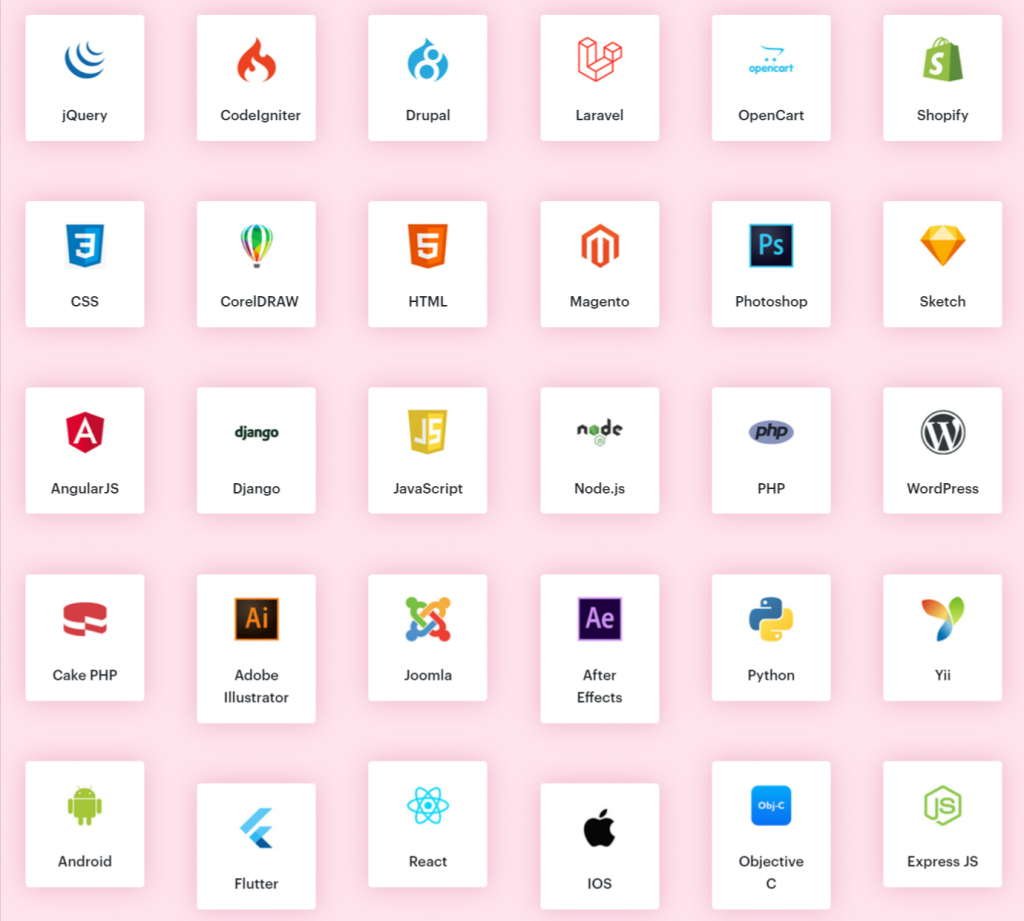 opencart
jQuery
CodeIgniter
Drupal
Laravel
OpenCart
Shopify
S
3
5
Ps
CSS
CorelDRAW
HTML
Magento
Photoshop
Sketch
A
django
JS
node
JS
php
W
AngularJS
Django
JavaScript
Node.js
PHP
WordPress
Ai
Ae
Cake PHP
Adobe
Illustrator
Joomla
After
Effects
Python
Yii
Obj-C
JS
Android
Flutter
React
IOS
Objective
C
Express JS